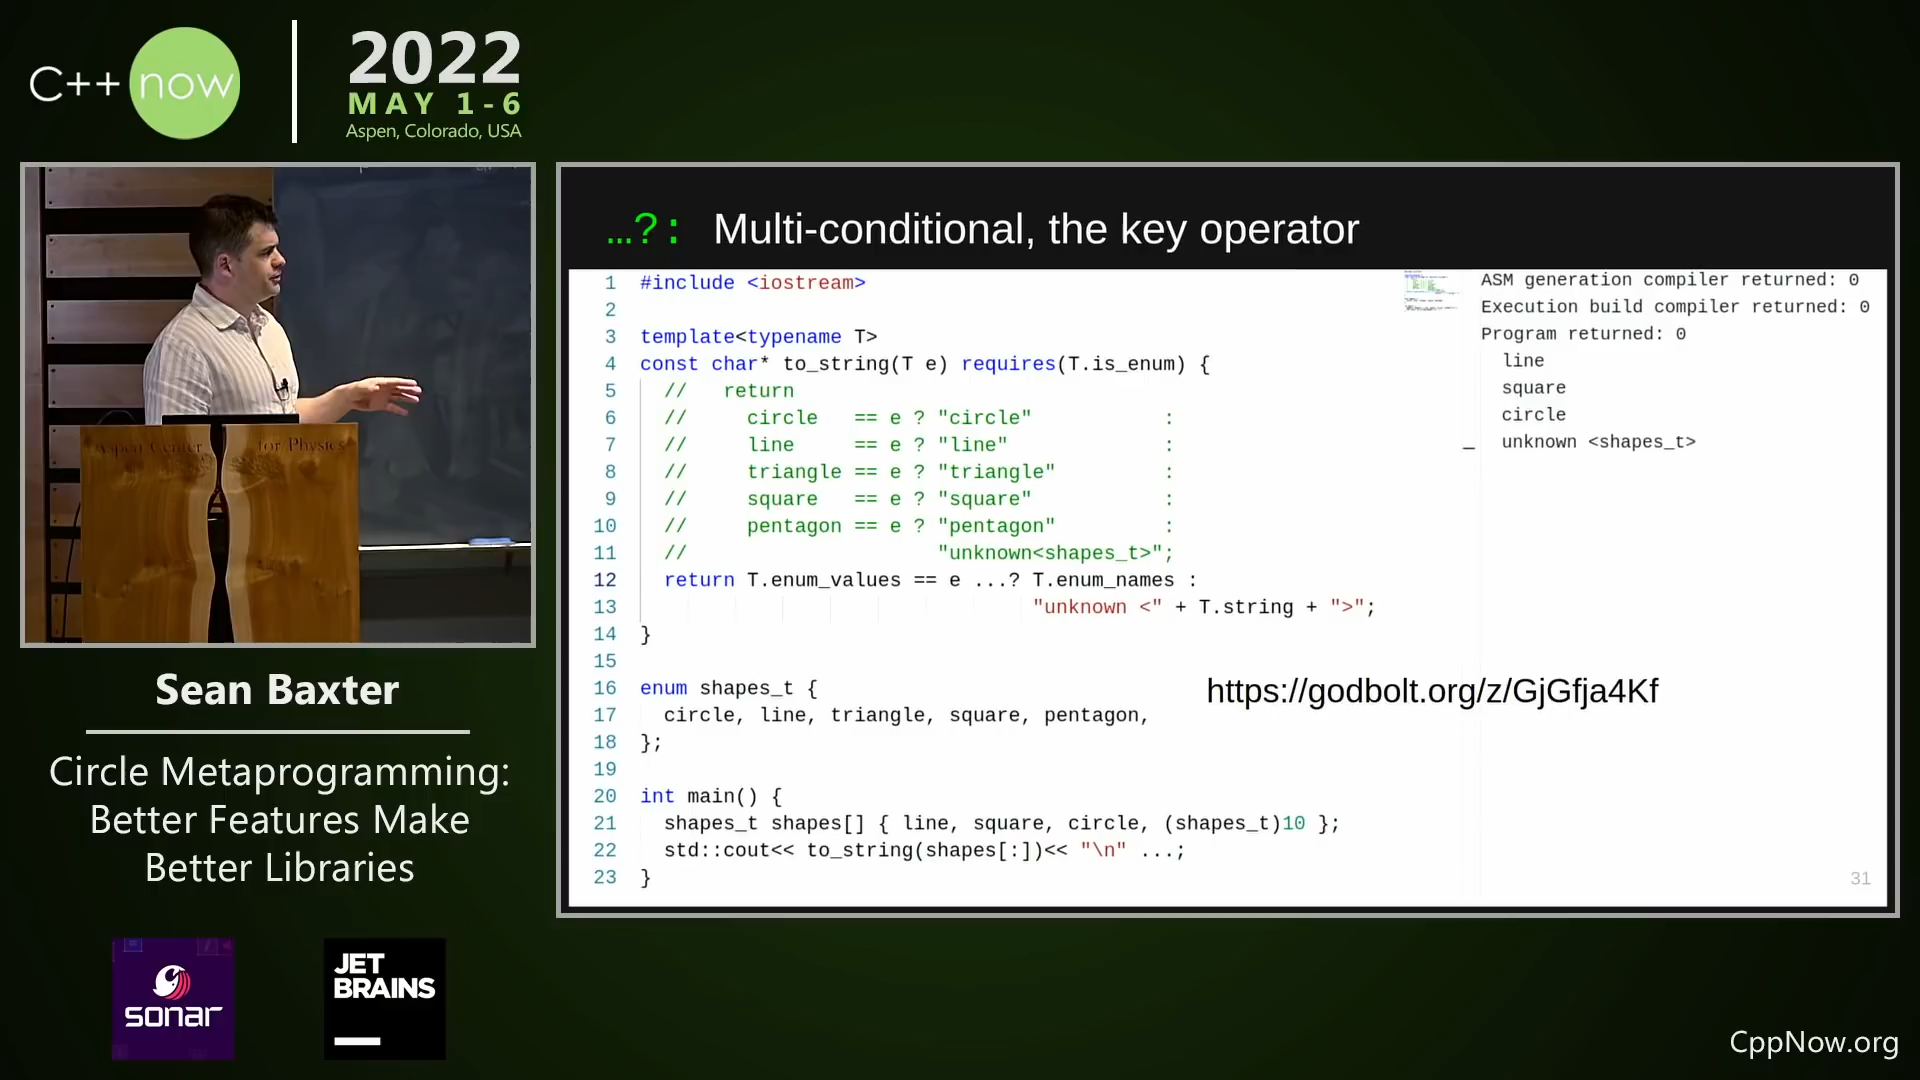 C++ now
2022
MAY 1-6
Aspen, Colorado, USA
Aspen Center for Physics
Sean Baxter
Circle Metaprogramming:
Better Features Make
Better Libraries
sonar
JET
BRAINS
...?: Multi-conditional, the key operator
1 #include <iostream>
2
3 template<typename T>
4 const char* to_string(T e) requires(T.is_enum) {
5 // return
6 // circle == e ? "circle" :
7 // line == e ? "line" :
8 // triangle == e ? "triangle" :
9 // square == e ? "square" :
10 // pentagon == e ? "pentagon" :
11 // "unknown<shapes_t>";
12 return T.enum_values == e ...? T.enum_names :
13 "unknown <" + T.string + ">";
14 }
15
16 enum shapes_t {
17 circle, line, triangle, square, pentagon,
18 };
19
20 int main() {
21 shapes_t shapes[] { line, square, circle, (shapes_t)10 };
22 std::cout<< to_string(shapes[:])<< "\n" ...;
23 }
ASM generation compiler returned: 0
Execution build compiler returned: 0
Program returned: 0
line
square
circle
unknown <shapes_t>
https://godbolt.org/z/GjGfja4Kf
31
CppNow.org